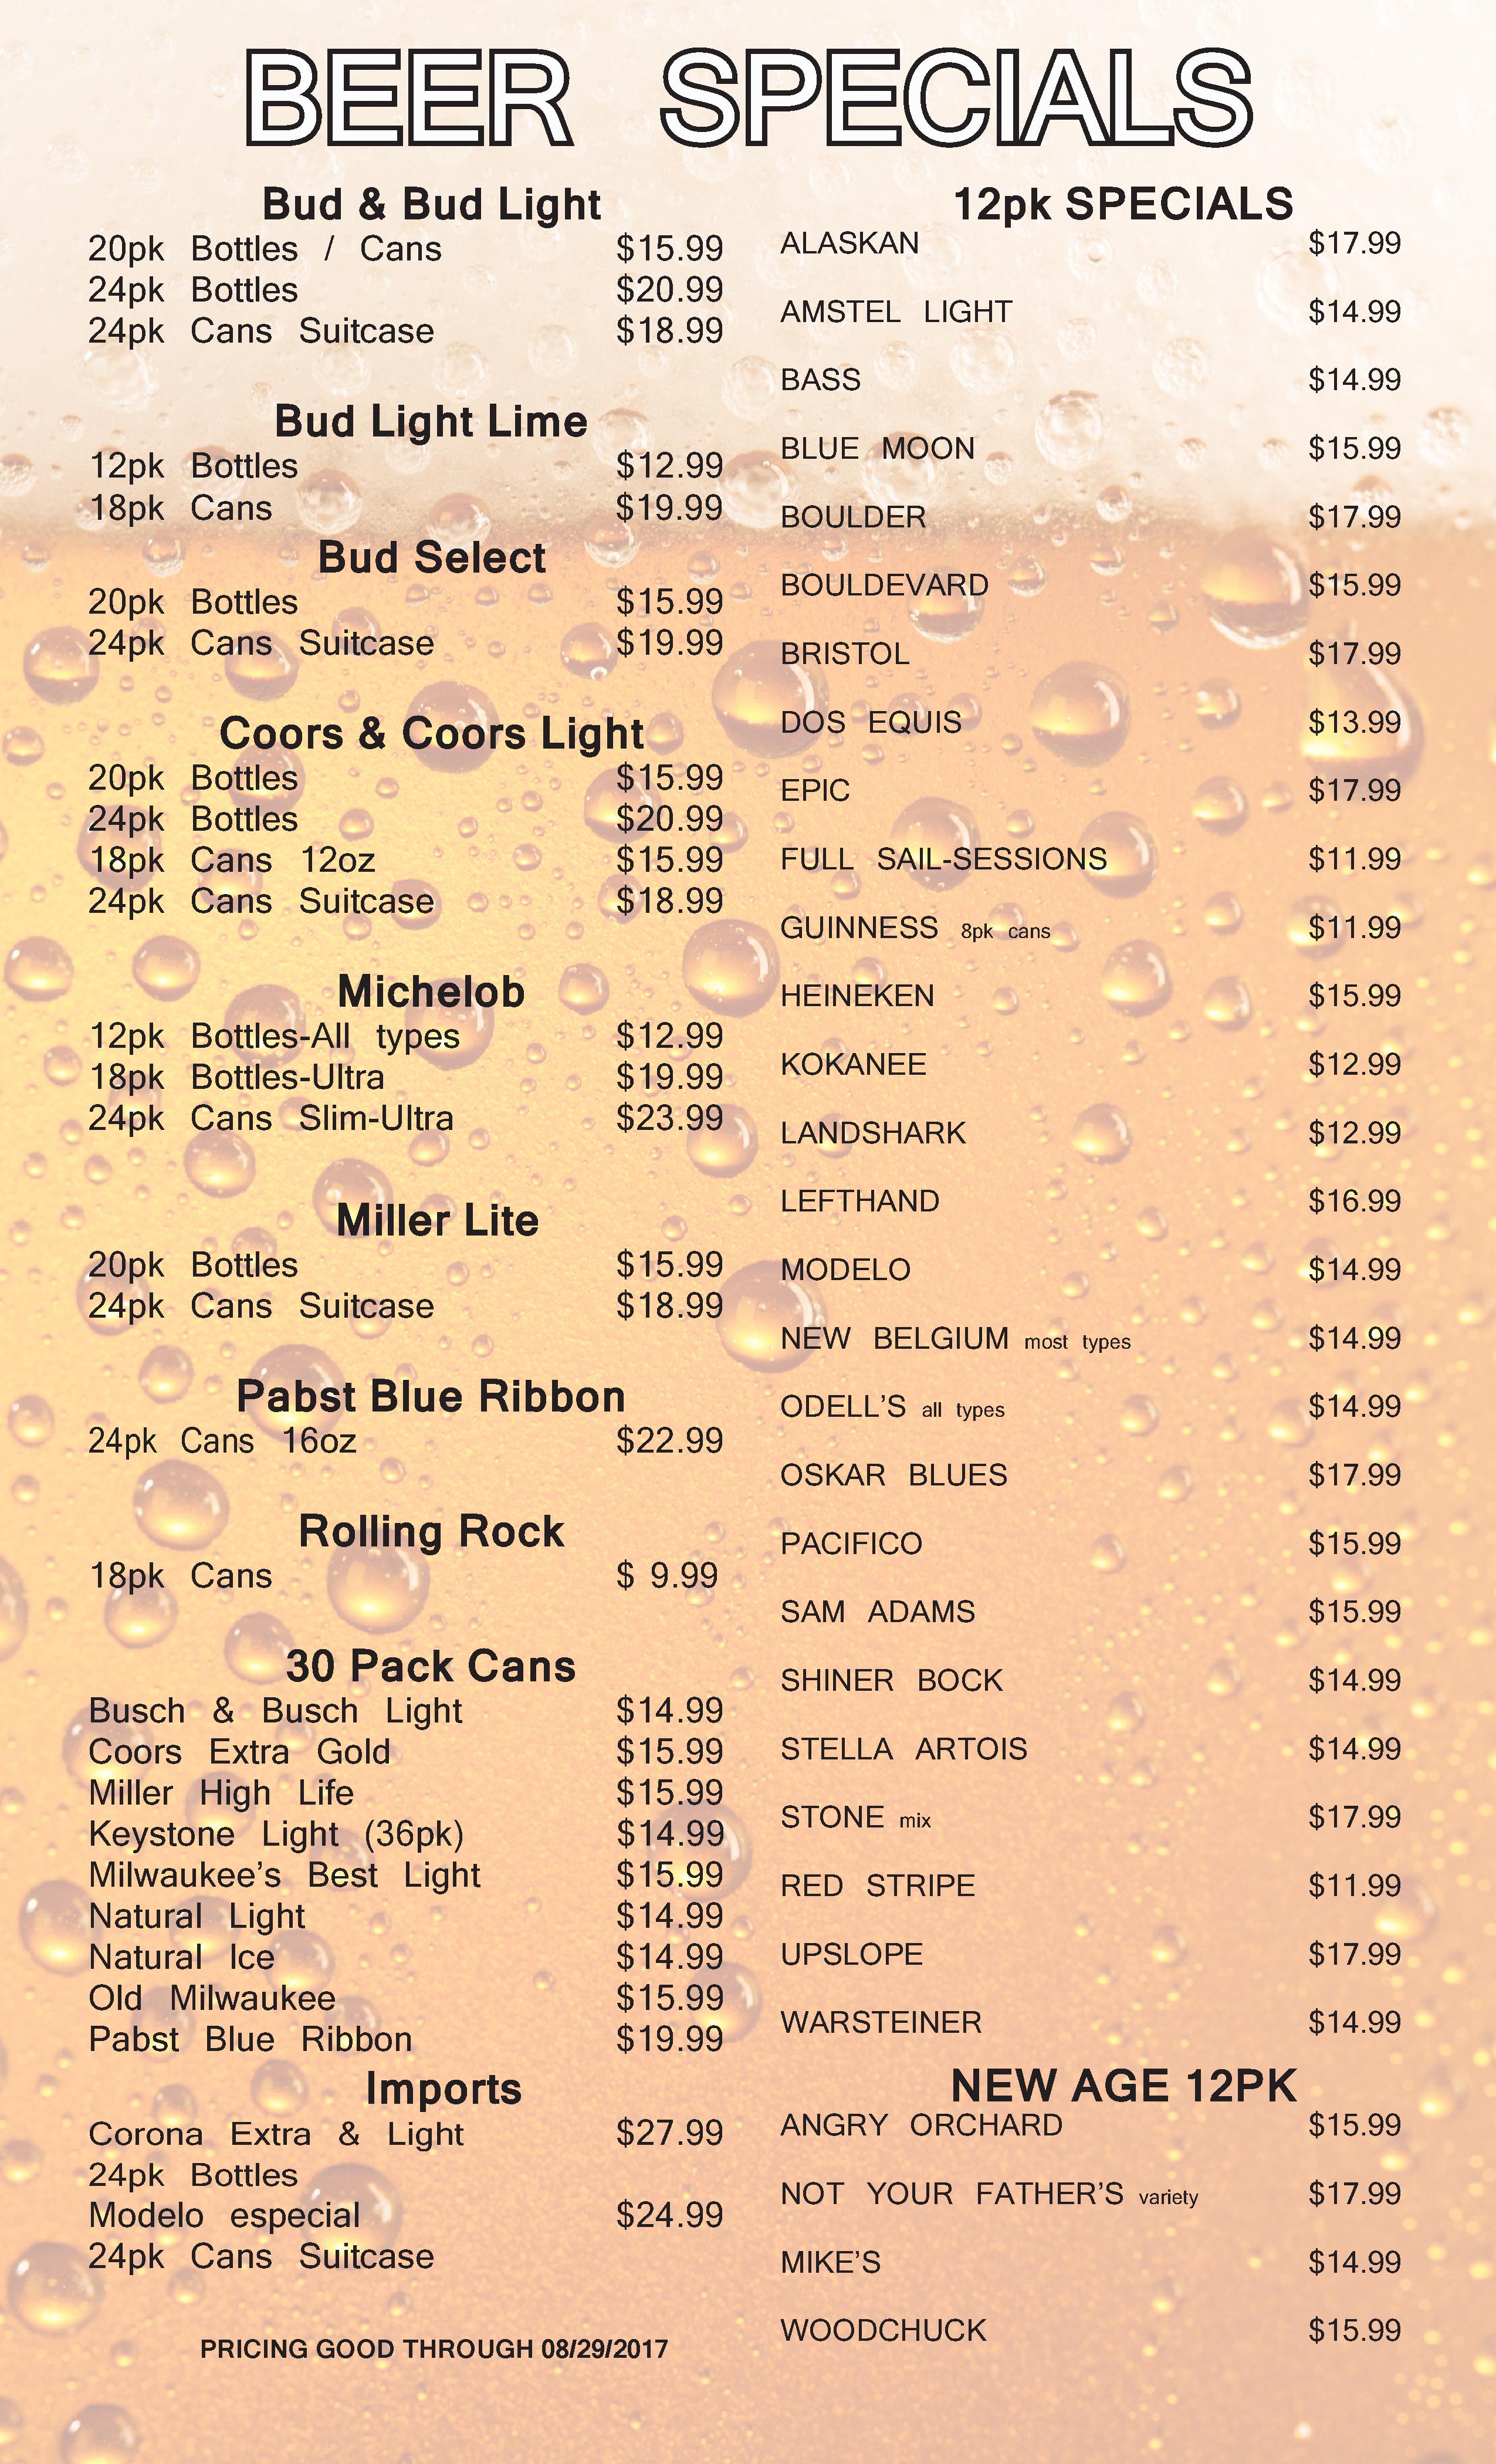 BEER SPECIALS
Bud & Bud Light
20pk Bottles / Cans $15.99
24pk Bottles $20.99
24pk Cans Suitcase $18.99
Bud Light Lime
12pk Bottles $12.99
18pk Cans $19.99
Bud Select
20pk Bottles $15.99
24pk Cans Suitcase $19.99
Coors & Coors Light
20pk Bottles $15.99
24pk Bottles $20.99
18pk Cans 12oz $15.99
24pk Cans Suitcase $18.99
Michelob
12pk Bottles-All types $12.99
18pk Bottles-Ultra $19.99
24pk Cans Slim-Ultra $23.99
Miller Lite
20pk Bottles $15.99
24pk Cans Suitcase $18.99
Pabst Blue Ribbon
24pk Cans 16oz $22.99
Rolling Rock
18pk Cans $ 9.99
30 Pack Cans
Busch & Busch Light $14.99
Coors Extra Gold $15.99
Miller High Life $15.99
Keystone Light (36pk) $14.99
Milwaukee's Best Light $15.99
Natural Light $14.99
Natural Ice $14.99
Old Milwaukee $15.99
Pabst Blue Ribbon $19.99
Imports
Corona Extra & Light $27.99
24pk Bottles
Modelo especial $24.99
24pk Cans Suitcase
PRICING GOOD THROUGH 08/29/2017
12pk SPECIALS
ALASKAN $17.99
AMSTEL LIGHT $14.99
BASS $14.99
BLUE MOON $15.99
BOULDER $17.99
BOULDEVARD $15.99
BRISTOL $17.99
DOS EQUIS $13.99
EPIC $17.99
FULL SAIL-SESSIONS $11.99
GUINNESS 8pk cans $11.99
HEINEKEN $15.99
KOKANEE $12.99
LANDSHARK $12.99
LEFTHAND $16.99
MODELO $14.99
NEW BELGIUM most types $14.99
ODELL'S all types $14.99
OSKAR BLUES $17.99
PACIFICO $15.99
SAM ADAMS $15.99
SHINER BOCK $14.99
STELLA ARTOIS $14.99
STONE mix $17.99
RED STRIPE $11.99
UPSLOPE $17.99
WARSTEINER $14.99
NEW AGE 12PK
ANGRY ORCHARD $15.99
NOT YOUR FATHER'S variety $17.99
MIKE'S $14.99
WOODCHUCK $15.99